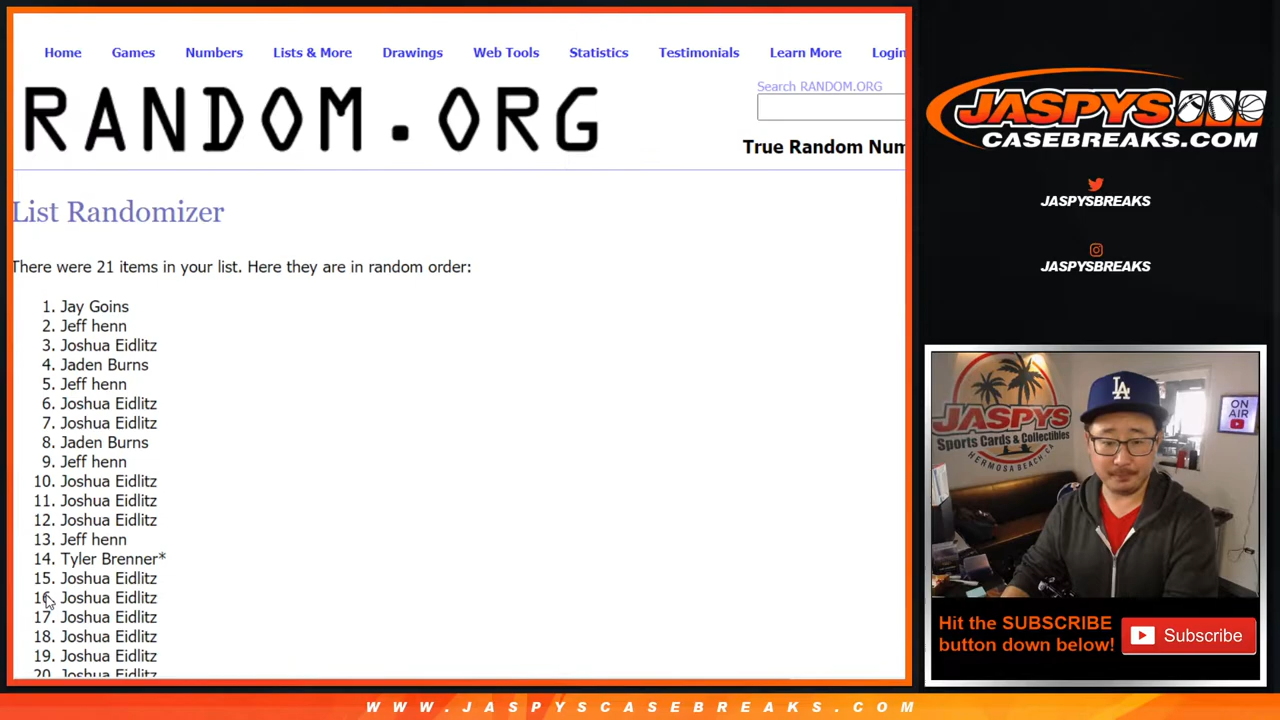 Home Games Numbers Lists & More Drawings Web Tools Statistics Testimonials Learn More Login
RANDOM.ORG
Search RANDOM.ORG
True Random Num
List Randomizer
There were 21 items in your list. Here they are in random order:
1. Jay Goins
2. Jeff henn
3. Joshua Eidlitz
4. Jaden Burns
5. Jeff henn
6. Joshua Eidlitz
7. Joshua Eidlitz
8. Jaden Burns
9. Jeff henn
10. Joshua Eidlitz
11. Joshua Eidlitz
12. Joshua Eidlitz
13. Jeff henn
14. Tyler Brenner*
15. Joshua Eidlitz
16. Joshua Eidlitz
17. Joshua Eidlitz
18. Joshua Eidlitz
19. Joshua Eidlitz
20. Joshua Eidlitz
JASPYS
CASEBREAKS.COM
JASPYSBREAKS
JASPYSBREAKS
JASPYS
Sports Cards & Collectibles
HERMOSA BEACH, CA
LA
ON
AIR
Hit the SUBSCRIBE
button down below!
Subscribe
WWW.JASPYSCASEBREAKS.COM